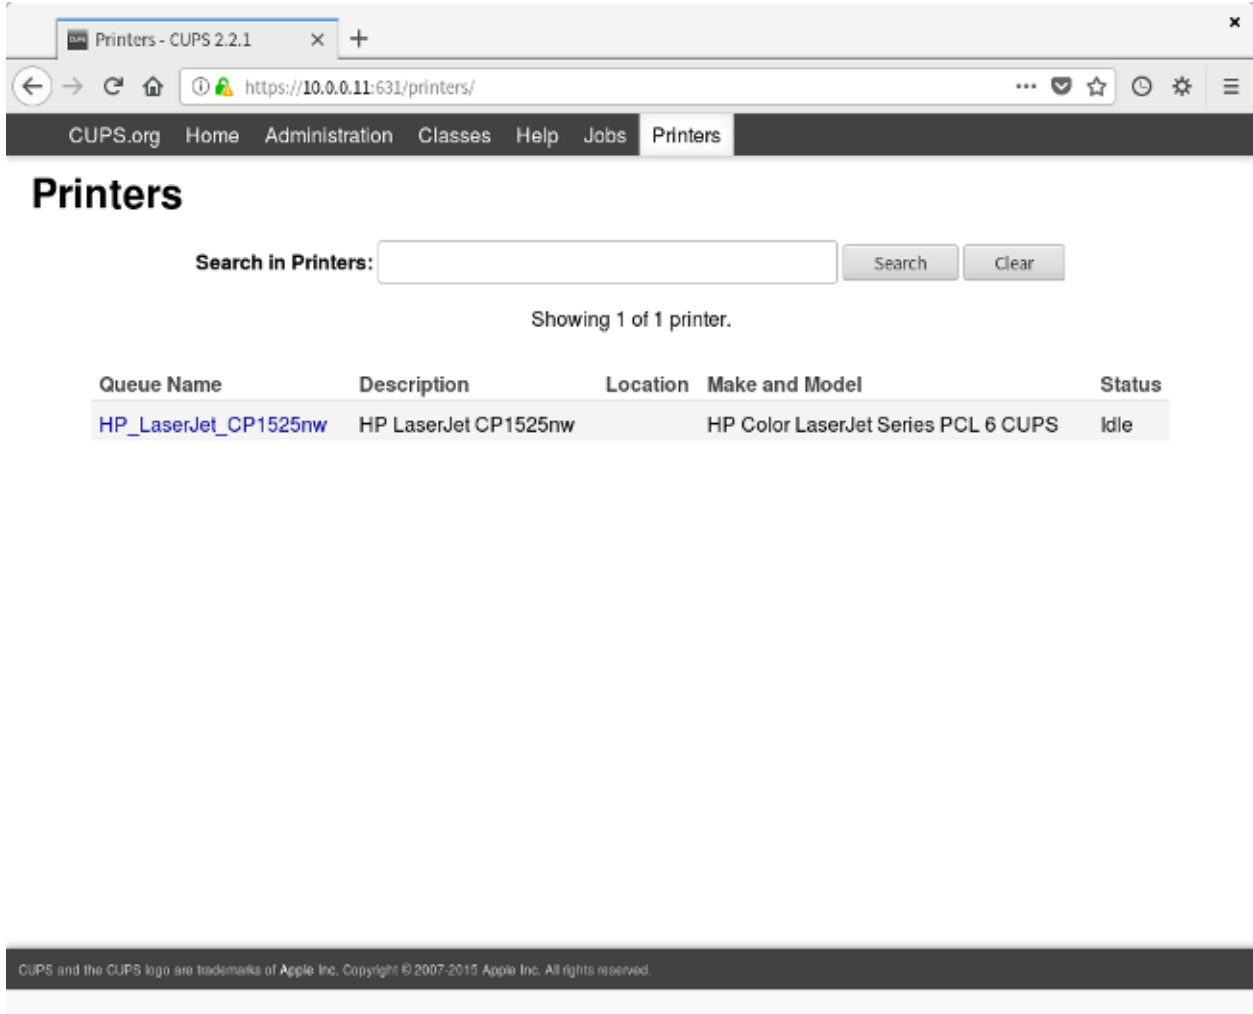 Printers - CUPS 2.2.1
https://10.0.0.11:631/printers/
CUPS.org Home Administration Classes Help Jobs Printers
Printers
Search in Printers: Search Clear
Showing 1 of 1 printer.
Queue Name Description Location Make and Model Status
HP_LaserJet_CP1525nw HP LaserJet CP1525nw HP Color LaserJet Series PCL 6 CUPS Idle
CUPS and the CUPS logo are trademarks of Apple Inc. Copyright © 2007-2015 Apple Inc. All rights reserved.